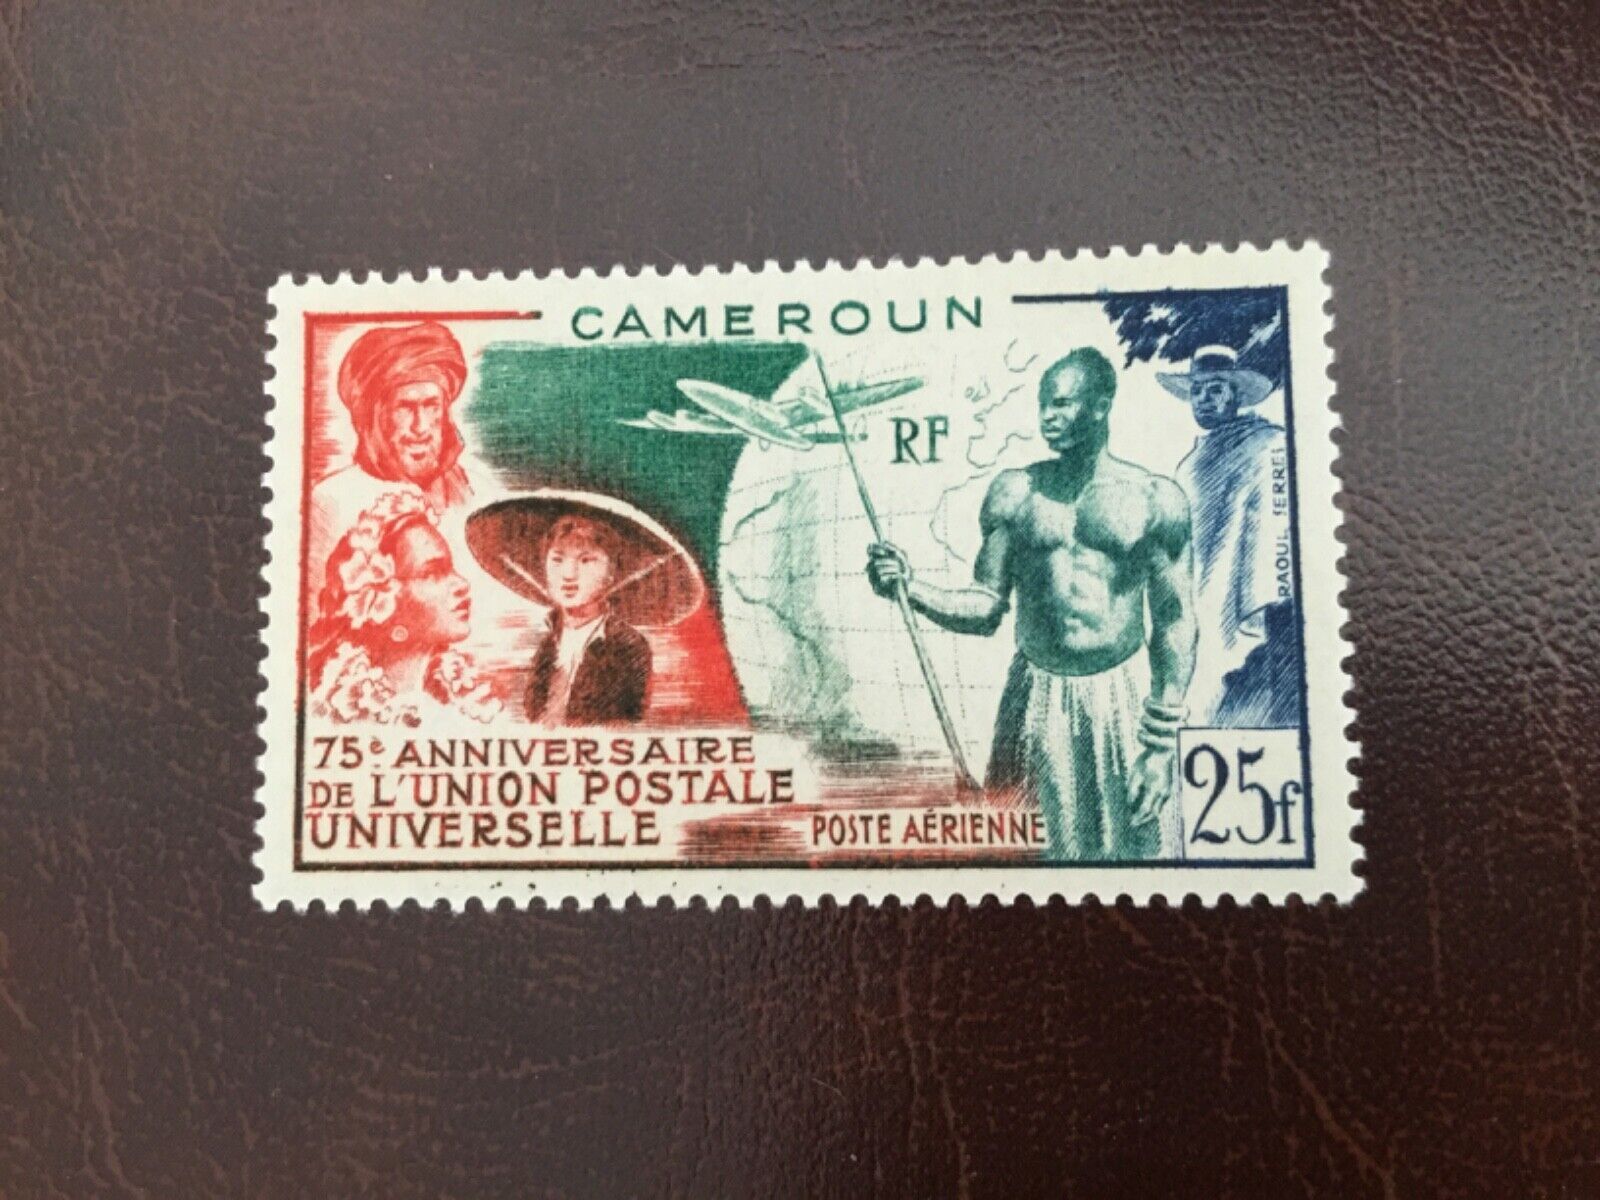 CAMEROUN
RF
RAOUL SERRES
75e ANNIVERSAIRE
DE L'UNION POSTALE
UNIVERSELLE
POSTE AÉRIENNE
25f